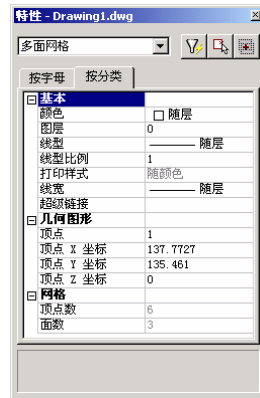 特性 - Drawing1.dwg
多面网格
按字母 按分类
基本
颜色 随层
图层 0
线型 随层
线型比例 1
打印样式 随颜色
线宽 随层
超级链接
几何图形
顶点 1
顶点 X 坐标 137.7727
顶点 Y 坐标 135.461
顶点 Z 坐标 0
网格
顶点数 6
面数 3